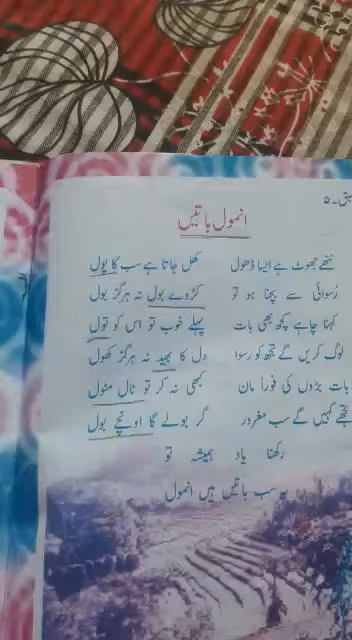 سبق۔۵
انمول باتیں
ننھے جھوٹ ہے ایسا ڈھول کھل جاتا ہے سب کا پول
رُسوائی سے بچنا ہو تو کڑوے بول نہ ہرگز بول
کہنا چاہے کچھ بھی بات پہلے خوب تو اس کو تول
لوگ کریں گے تجھ کو رسوا دل کا بھید نہ ہرگز کھول
بات بڑوں کی فوراً مان کبھی نہ کر تو ٹال مٹول
تجھے کہیں گے سب مغرور گر بولے گا اونچے بول
رکھنا یاد ہمیشہ تو
یہ سب باتیں ہیں انمول